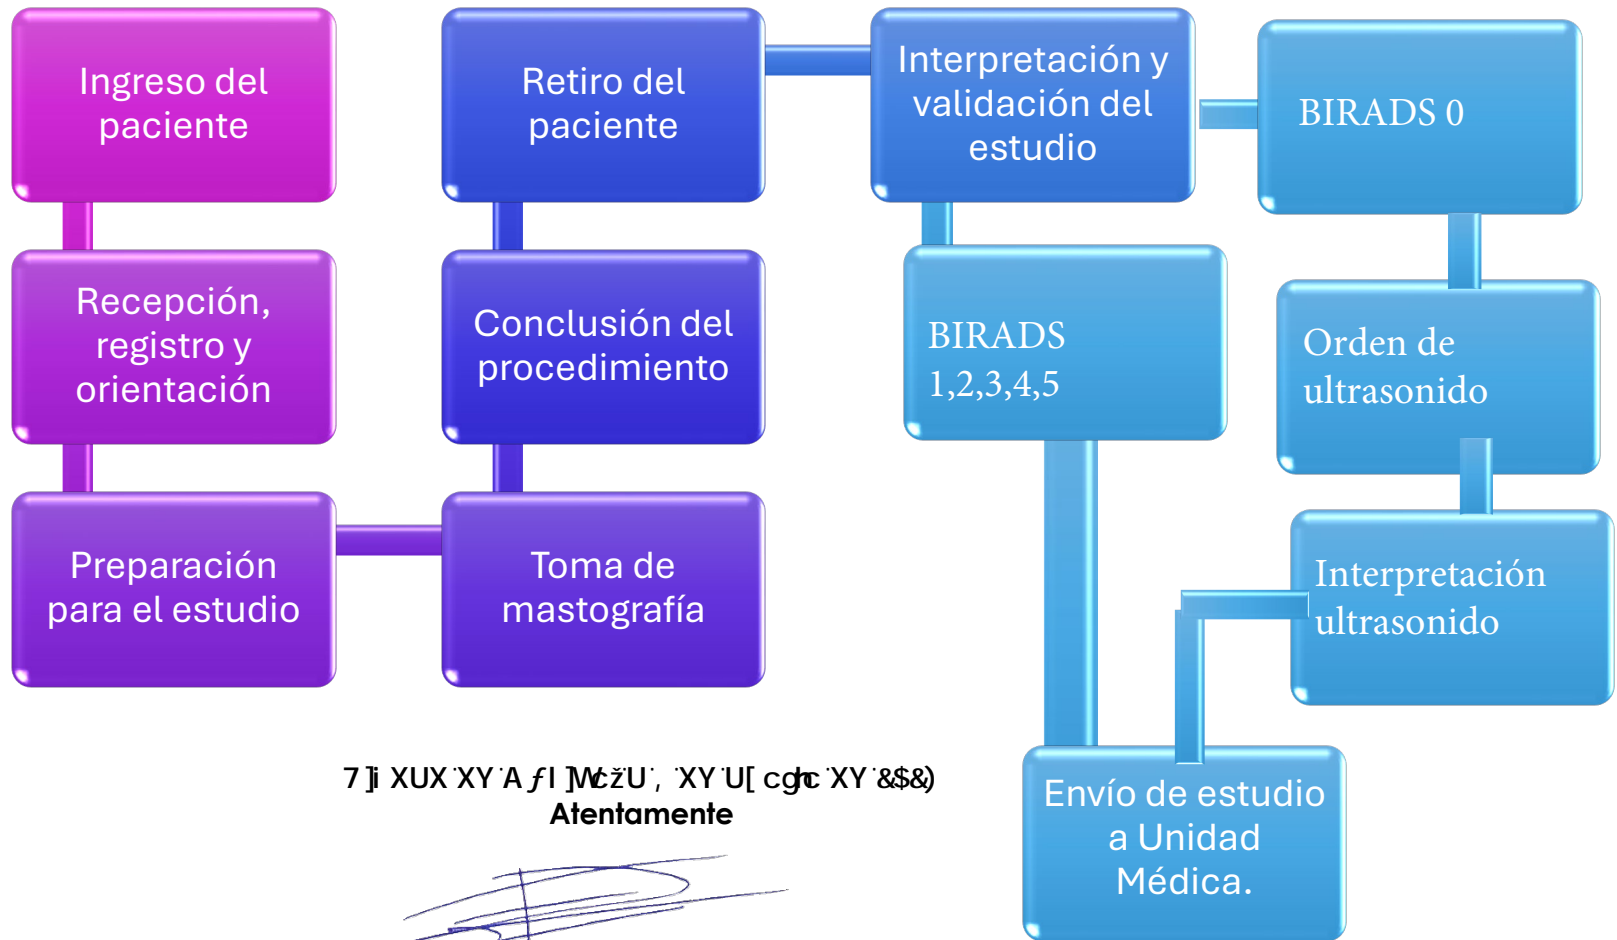 Ingreso del
paciente
Recepción,
registro y
orientación
Preparación
para el estudio
Toma de
mastografía
Conclusión del
procedimiento
Retiro del
paciente
Interpretación y
validación del
estudio
BIRADS 0
BIRADS
1,2,3,4,5
Orden de
ultrasonido
Interpretación
ultrasonido
Envío de estudio
a Unidad
Médica.
Atentamente